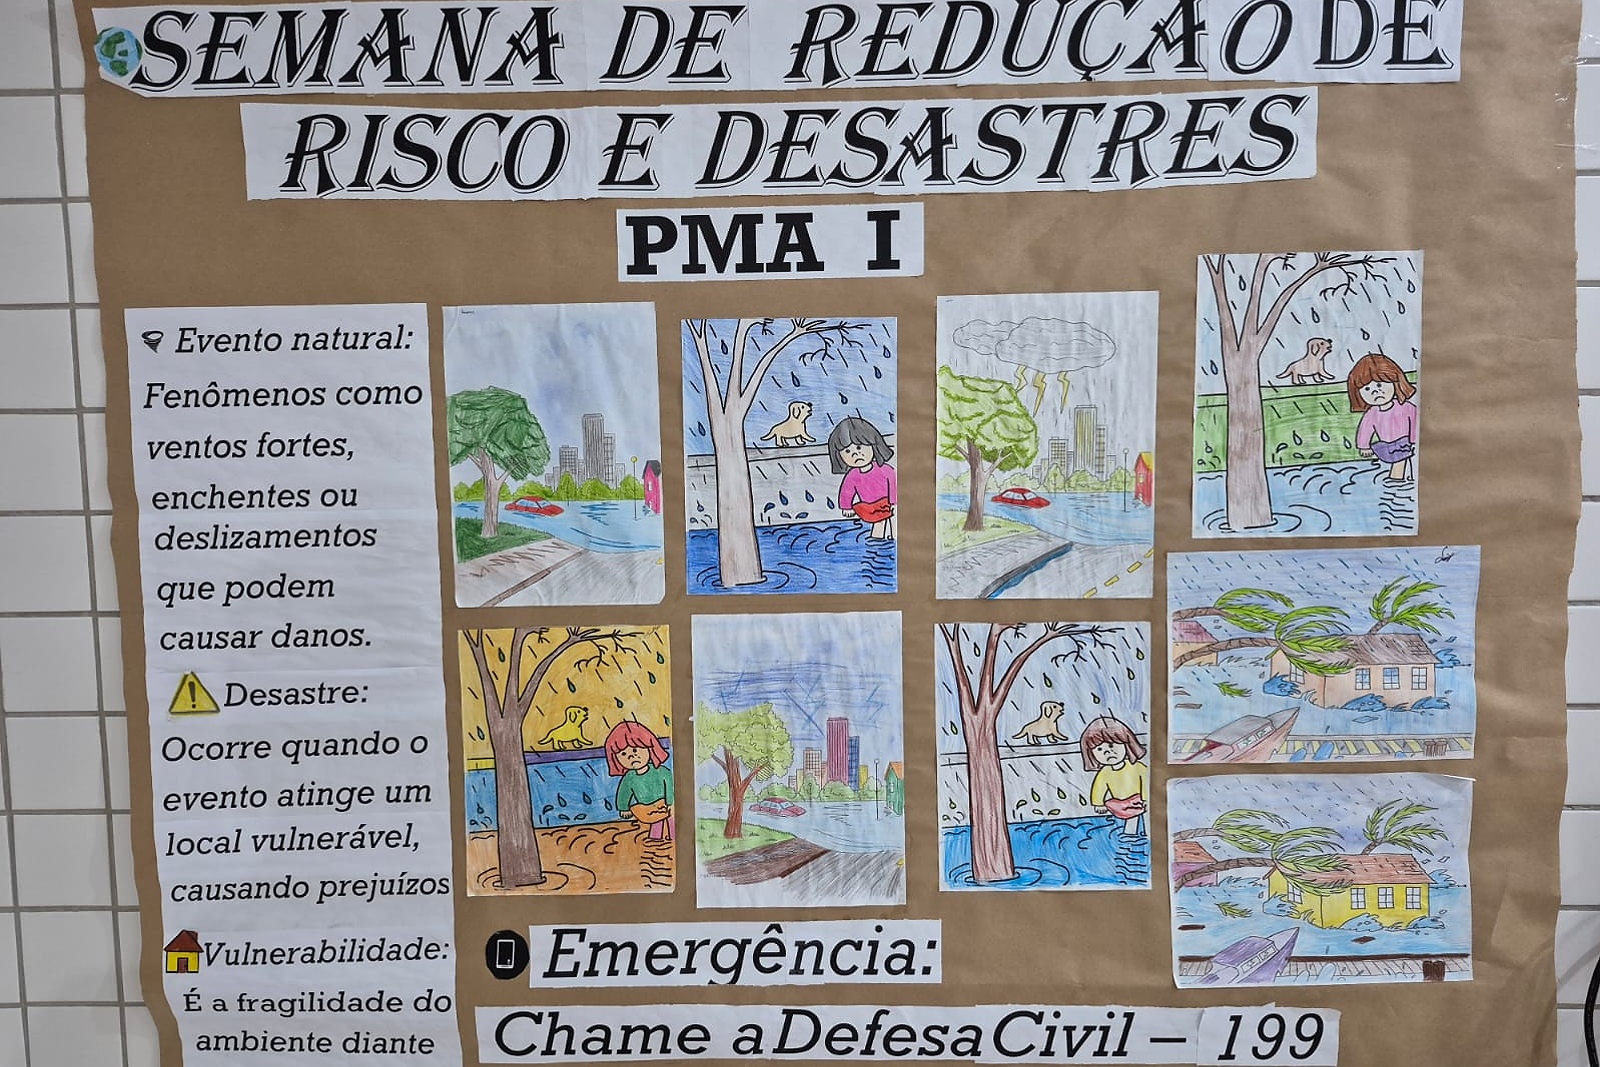 SEMANA DE REDUÇÃO DE
RISCO E DESASTRES
PMA I
Evento natural:
Fenômenos como
ventos fortes,
enchentes ou
deslizamentos
que podem
causar danos.
Desastre:
Ocorre quando o
evento atinge um
local vulnerável,
causando prejuízos
Vulnerabilidade:
É a fragilidade do
ambiente diante
Emergência:
Chame a Defesa Civil – 199